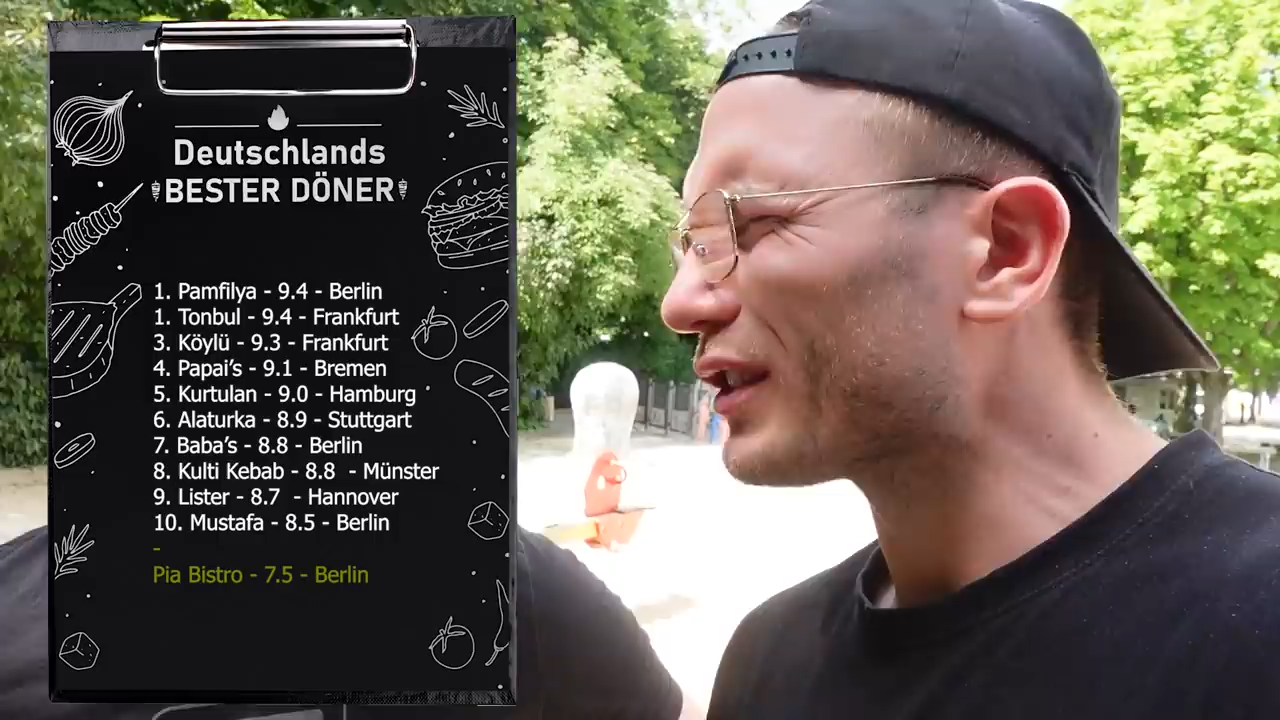 Deutschlands
BESTER DÖNER
1. Pamfilya - 9.4 - Berlin
1. Tonbul - 9.4 - Frankfurt
3. Köylü - 9.3 - Frankfurt
4. Papai’s - 9.1 - Bremen
5. Kurtulan - 9.0 - Hamburg
6. Alaturka - 8.9 - Stuttgart
7. Baba’s - 8.8 - Berlin
8. Kulti Kebab - 8.8 - Münster
9. Lister - 8.7 - Hannover
10. Mustafa - 8.5 - Berlin
-
Pia Bistro - 7.5 - Berlin